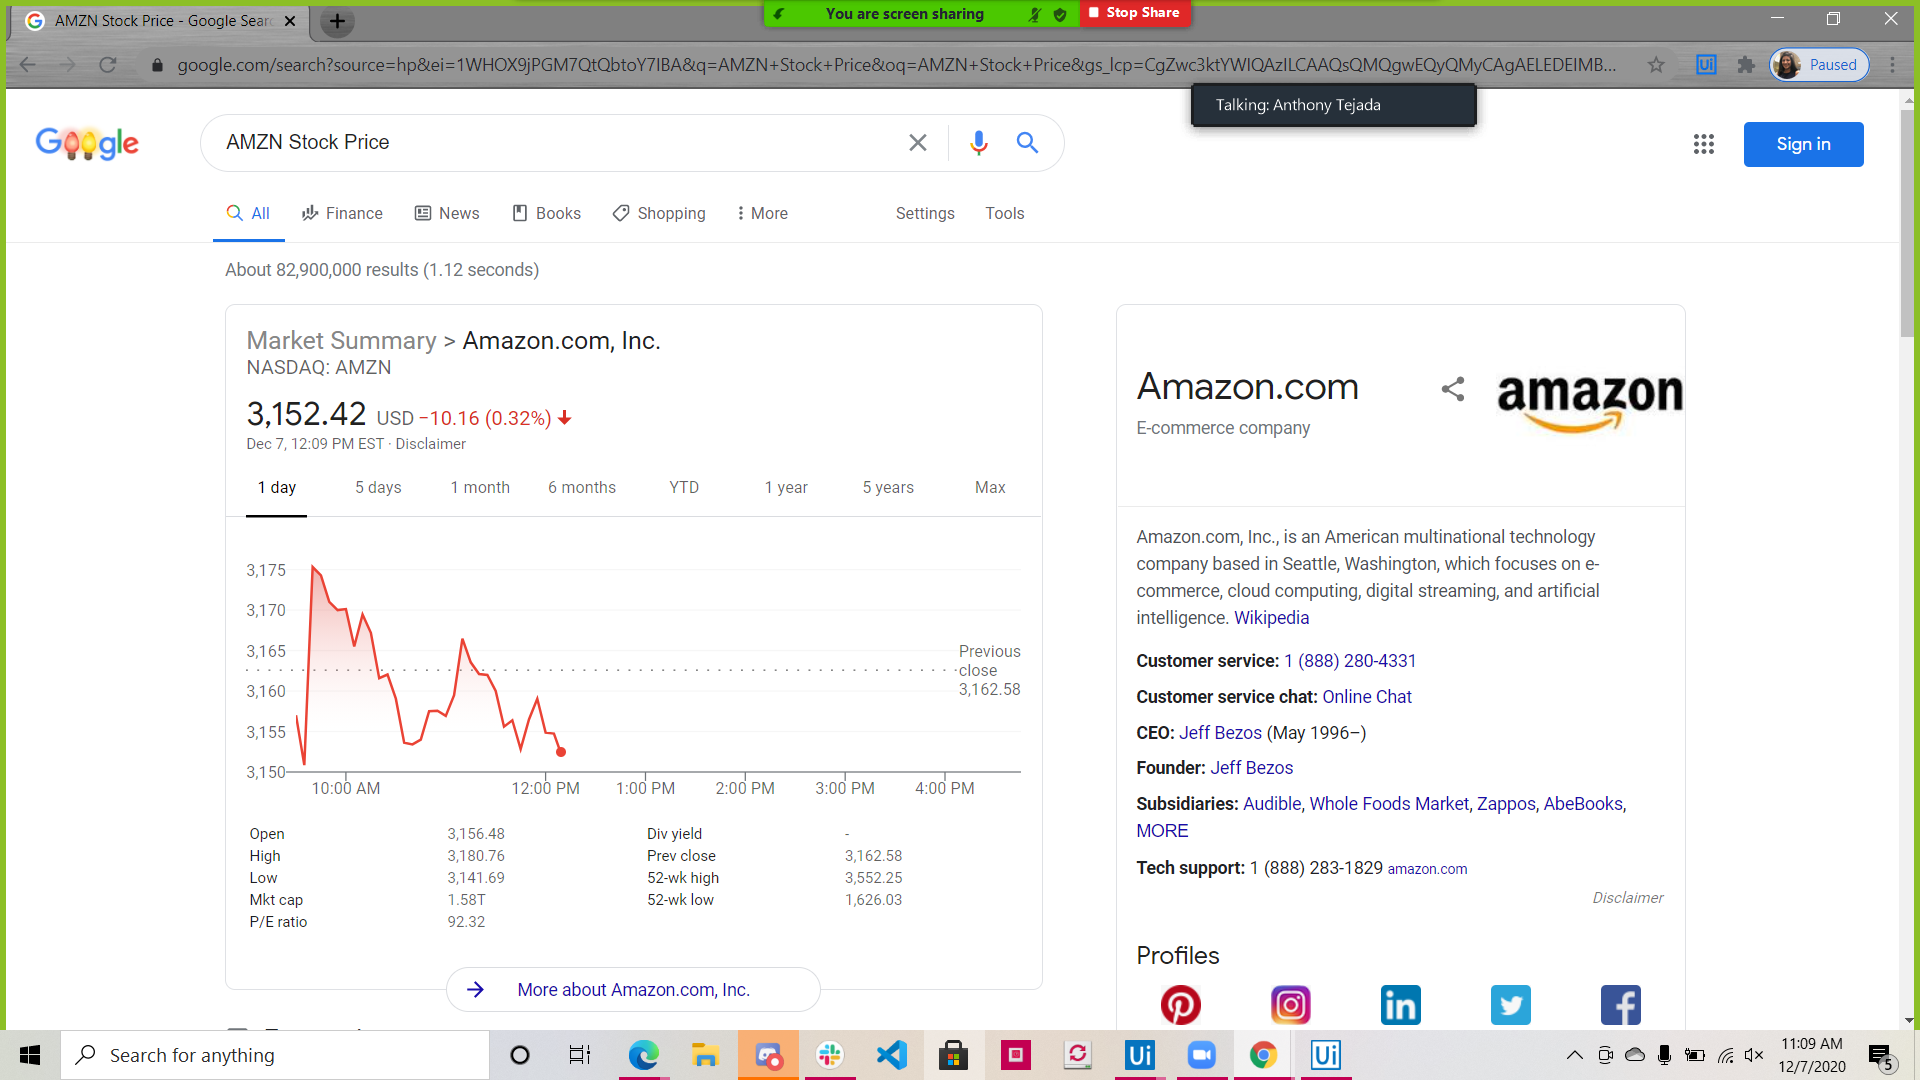 AMZN Stock Price - Google Sear
You are screen sharing
Stop Share
google.com/search?source=hp&ei=1WHOX9jPGM7QtQbtoY7IBA&q=AMZN+Stock+Price&oq=AMZN+Stock+Price&gs_lcp=CgZwc3ktYWIQAzILCAAQsQMQgwEQyQMyCAgAELEDEIMB...
Paused
Talking: Anthony Tejada
Google
AMZN Stock Price
Sign in
All Finance News Books Shopping More Settings Tools
About 82,900,000 results (1.12 seconds)
Market Summary > Amazon.com, Inc.
NASDAQ: AMZN
3,152.42 USD −10.16 (0.32%)
Dec 7, 12:09 PM EST · Disclaimer
1 day 5 days 1 month 6 months YTD 1 year 5 years Max
3,175
3,170
3,165
3,160
3,155
3,150
Previous
close
3,162.58
10:00 AM 12:00 PM 1:00 PM 2:00 PM 3:00 PM 4:00 PM
Open 3,156.48 Div yield -
High 3,180.76 Prev close 3,162.58
Low 3,141.69 52-wk high 3,552.25
Mkt cap 1.58T 52-wk low 1,626.03
P/E ratio 92.32
More about Amazon.com, Inc.
Amazon.com
E-commerce company
amazon
Amazon.com, Inc., is an American multinational technology
company based in Seattle, Washington, which focuses on e-
commerce, cloud computing, digital streaming, and artificial
intelligence. Wikipedia
Customer service: 1 (888) 280-4331
Customer service chat: Online Chat
CEO: Jeff Bezos (May 1996–)
Founder: Jeff Bezos
Subsidiaries: Audible, Whole Foods Market, Zappos, AbeBooks,
MORE
Tech support: 1 (888) 283-1829 amazon.com
Disclaimer
Profiles
in
Search for anything
Ui
Ui
11:09 AM
12/7/2020
5